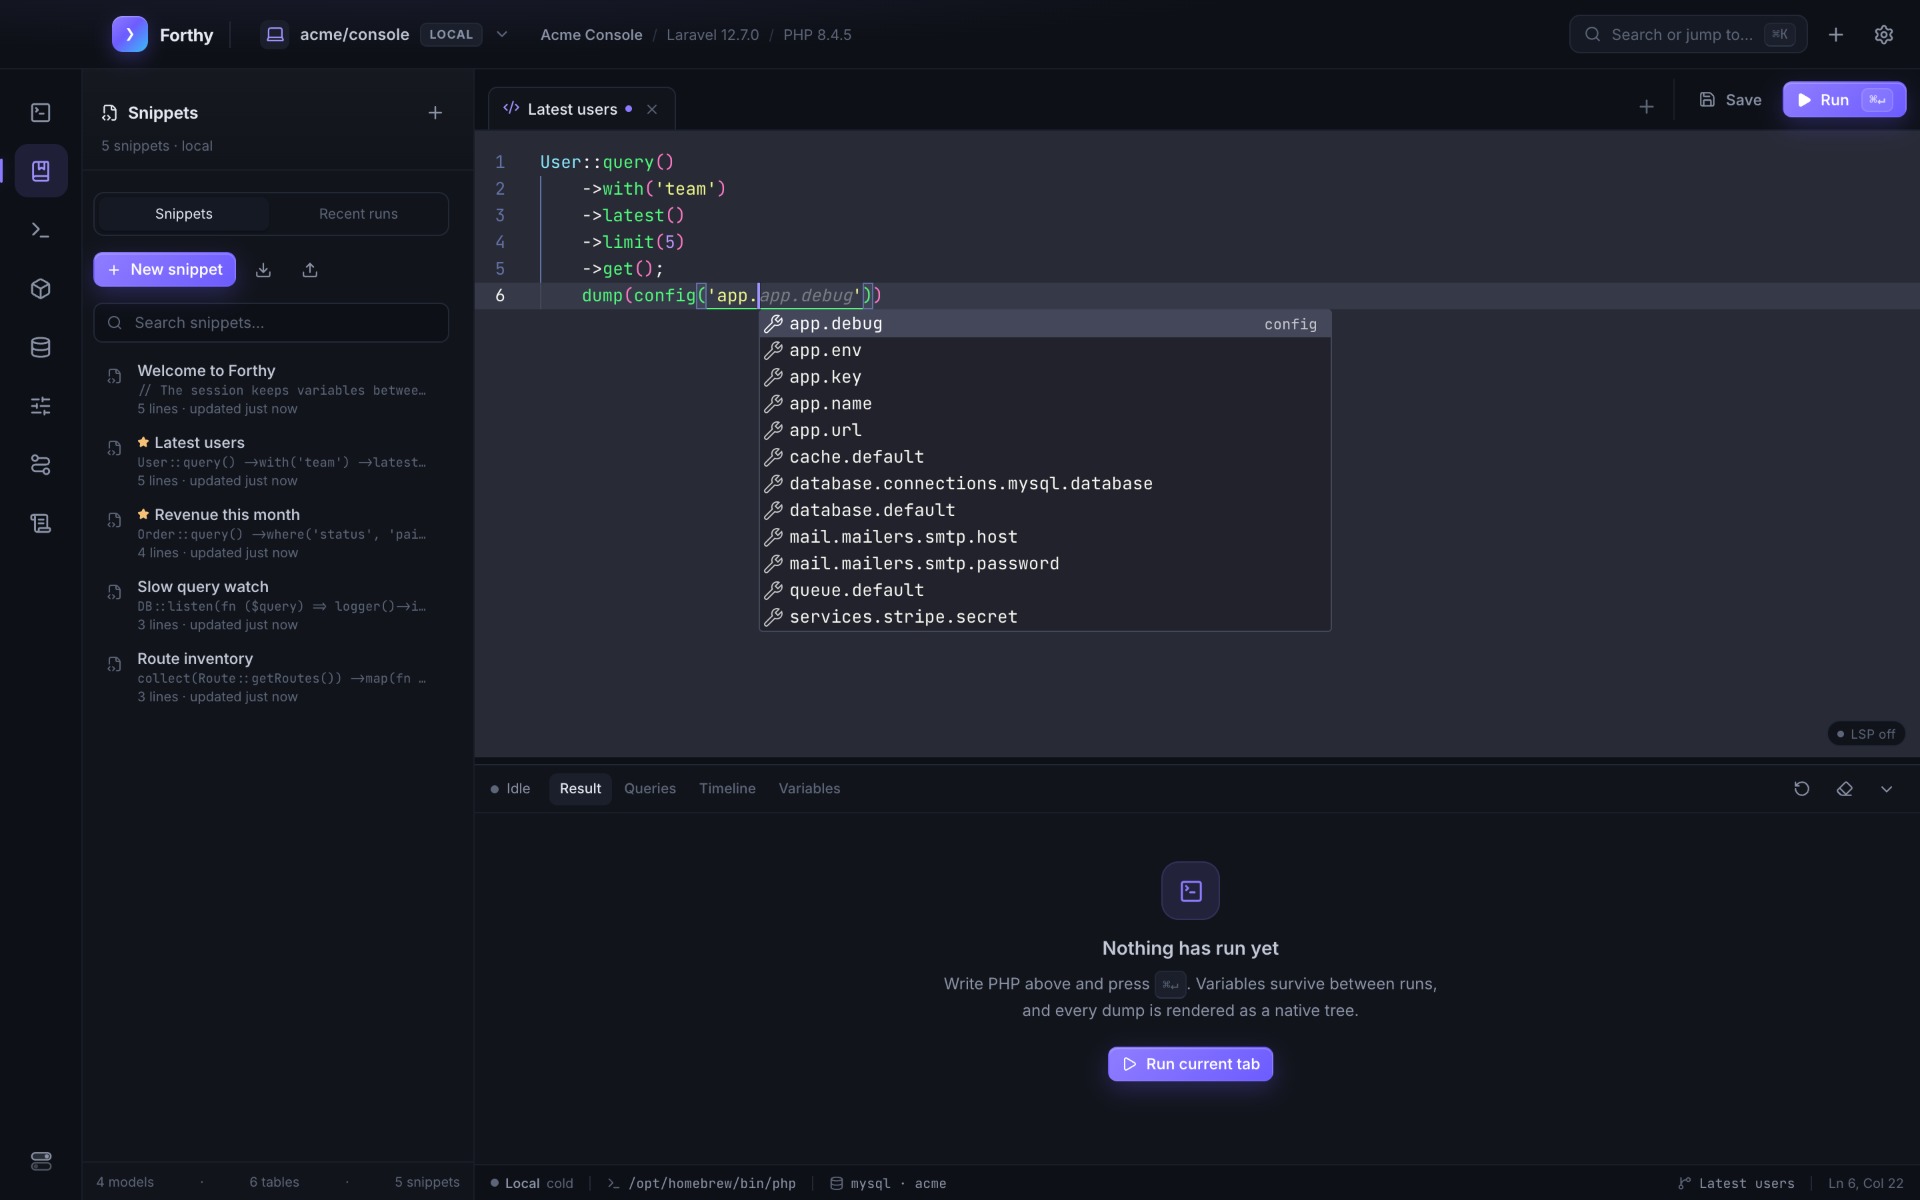 Forthy
acme/console LOCAL
Acme Console / Laravel 12.7.0 / PHP 8.4.5
Search or jump to... ⌘K
Snippets
5 snippets · local
Snippets Recent runs
+ New snippet
Search snippets...
Welcome to Forthy
// The session keeps variables betwee…
5 lines · updated just now
Latest users
User::query() ->with('team') ->latest…
5 lines · updated just now
Revenue this month
Order::query() ->where('status', 'pai…
4 lines · updated just now
Slow query watch
DB::listen(fn ($query) => logger()->i…
3 lines · updated just now
Route inventory
collect(Route::getRoutes()) ->map(fn …
3 lines · updated just now
4 models · 6 tables · 5 snippets
Latest users
Save
Run ⌘↵
1 User::query()
2 ->with('team')
3 ->latest()
4 ->limit(5)
5 ->get();
6 dump(config('app.app.debug'))
app.debug config
app.env
app.key
app.name
app.url
cache.default
database.connections.mysql.database
database.default
mail.mailers.smtp.host
mail.mailers.smtp.password
queue.default
services.stripe.secret
LSP off
Idle Result Queries Timeline Variables
Nothing has run yet
Write PHP above and press ⌘↵. Variables survive between runs,
and every dump is rendered as a native tree.
Run current tab
Local cold /opt/homebrew/bin/php mysql · acme
Latest users Ln 6, Col 22